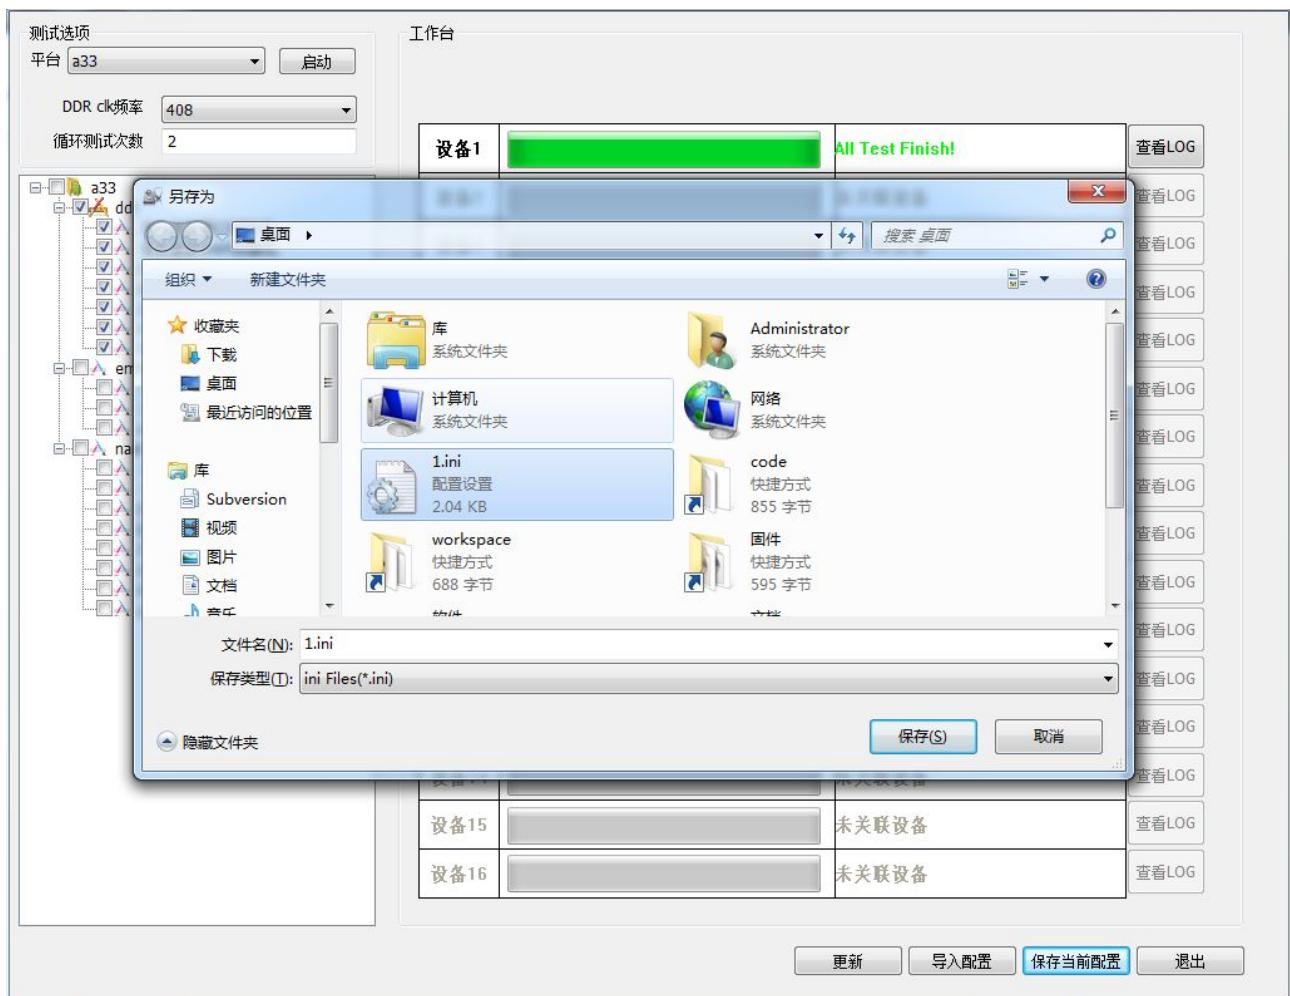 测试选项
平台 a33 启动
DDR clk频率 408
循环测试次数 2
工作台
设备1 All Test Finish! 查看LOG
a33
dd
em
na
另存为
桌面
搜索 桌面
组织 新建文件夹
收藏夹
下载
桌面
最近访问的位置
库
Subversion
视频
图片
文档
音乐
库
系统文件夹
Administrator
系统文件夹
计算机
系统文件夹
网络
系统文件夹
1.ini
配置设置
2.04 KB
code
快捷方式
855 字节
workspace
快捷方式
688 字节
固件
快捷方式
595 字节
软件
文档
文件名(N): 1.ini
保存类型(T): ini Files(*.ini)
隐藏文件夹 保存(S) 取消
查看LOG
查看LOG
查看LOG
查看LOG
查看LOG
查看LOG
查看LOG
查看LOG
查看LOG
查看LOG
查看LOG
查看LOG
查看LOG
设备15 未关联设备 查看LOG
设备16 未关联设备 查看LOG
更新 导入配置 保存当前配置 退出